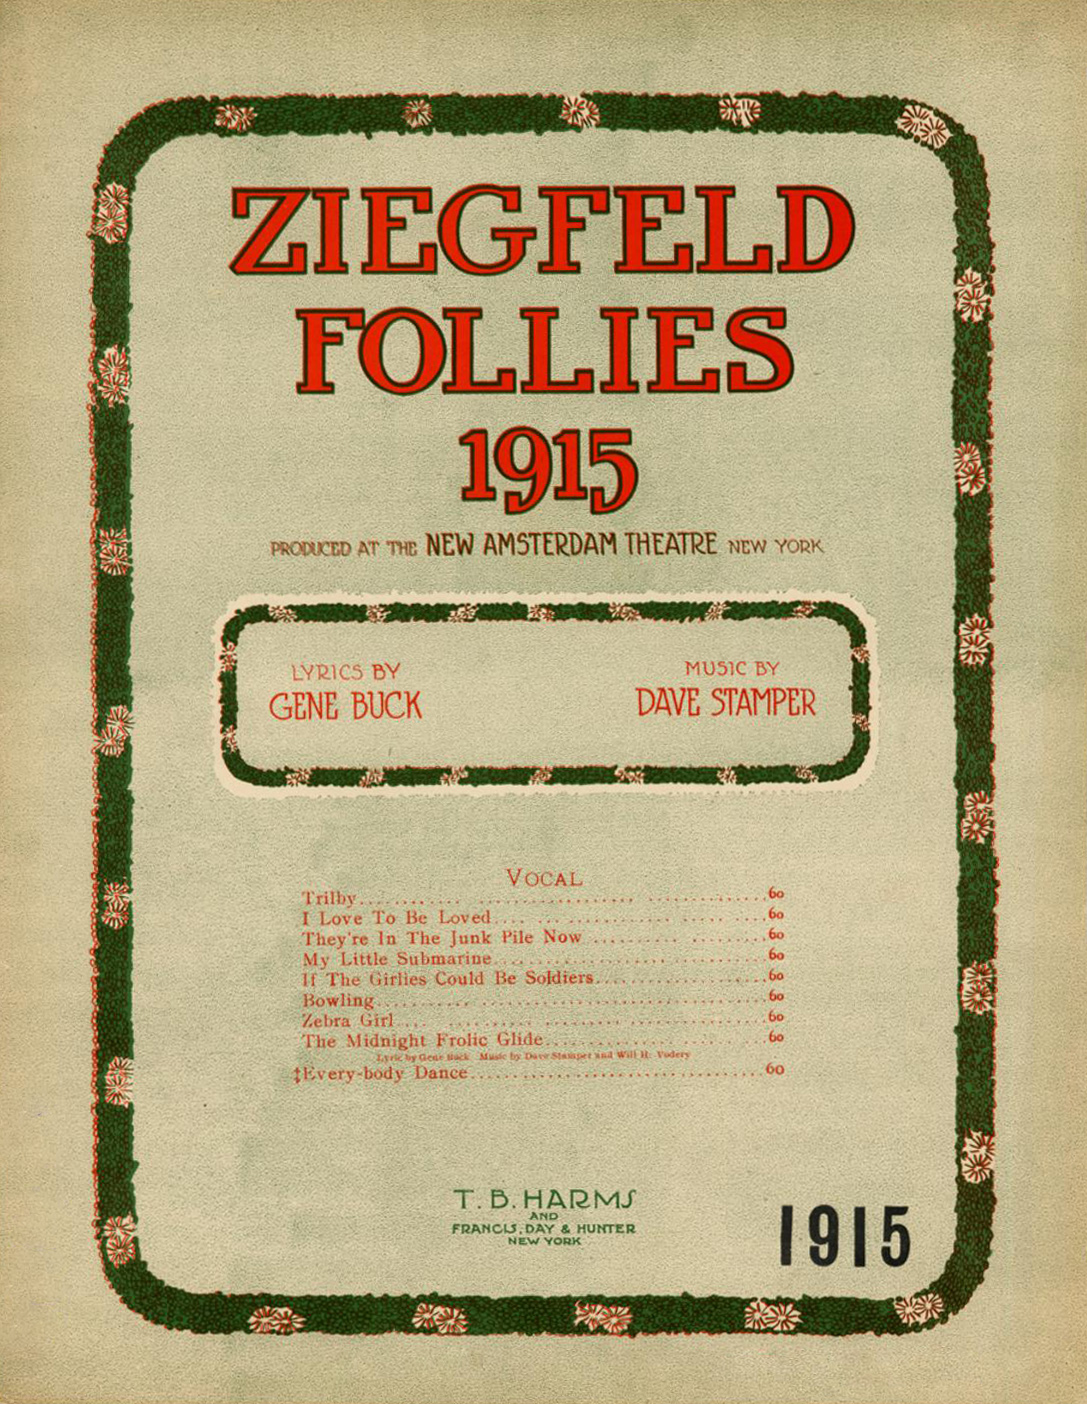 ZIEGFELD
FOLLIES
1915
PRODUCED AT THE NEW AMSTERDAM THEATRE NEW YORK
LYRICS BY
GENE BUCK
MUSIC BY
DAVE STAMPER
VOCAL
Trilby 60
I Love To Be Loved 60
They're In The Junk Pile Now 60
My Little Submarine 60
If The Girlies Could Be Soldiers 60
Bowling 60
Zebra Girl 60
The Midnight Frolic Glide 60
Lyric by Gene Buck Music by Dave Stamper and Will H. Vodery
‡Every-body Dance 60
T. B. HARMS
AND
FRANCIS, DAY & HUNTER
NEW YORK
1915